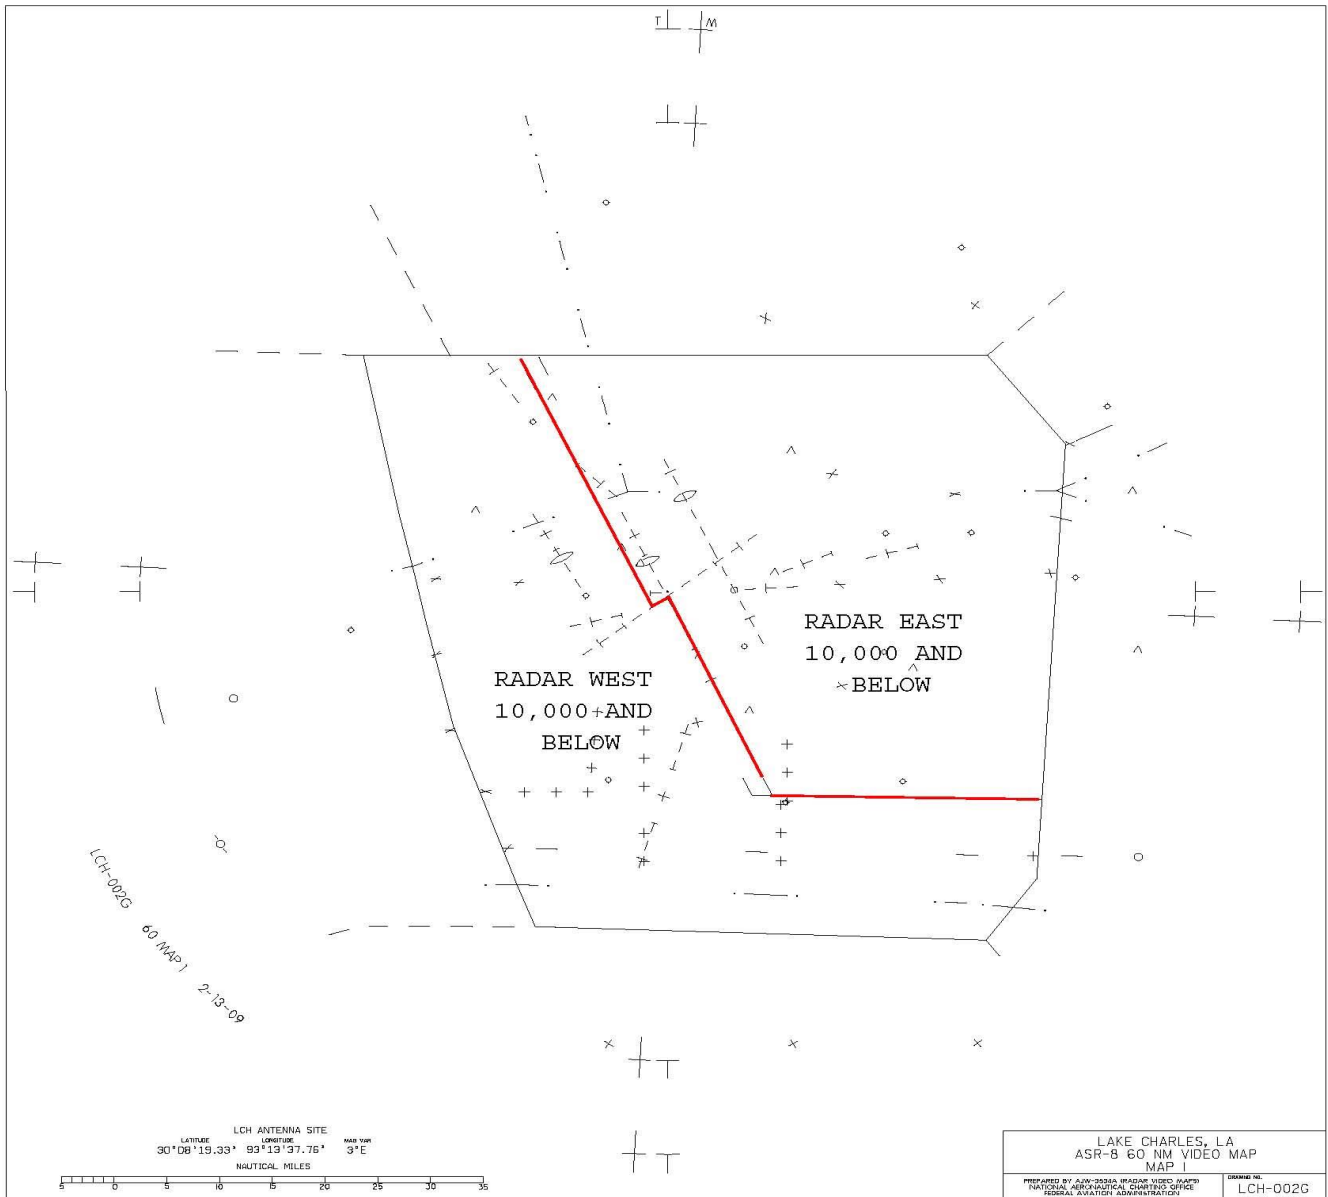 T M
RADAR EAST
10,000 AND
BELOW
RADAR WEST
10,000 AND
BELOW
LCH-002G 60 MAP 1 2-13-09
LCH ANTENNA SITE
LATITUDE LONGITUDE MAG VAR
30°08'19.33" 93°13'37.76" 3°E
NAUTICAL MILES
5 0 5 10 15 20 25 30 35
LAKE CHARLES, LA
ASR-8 60 NM VIDEO MAP
MAP 1
PREPARED BY AJW-3534A (RADAR VIDEO MAPS)
NATIONAL AERONAUTICAL CHARTING OFFICE
FEDERAL AVIATION ADMINISTRATION
DRAWING NO.
LCH-002G